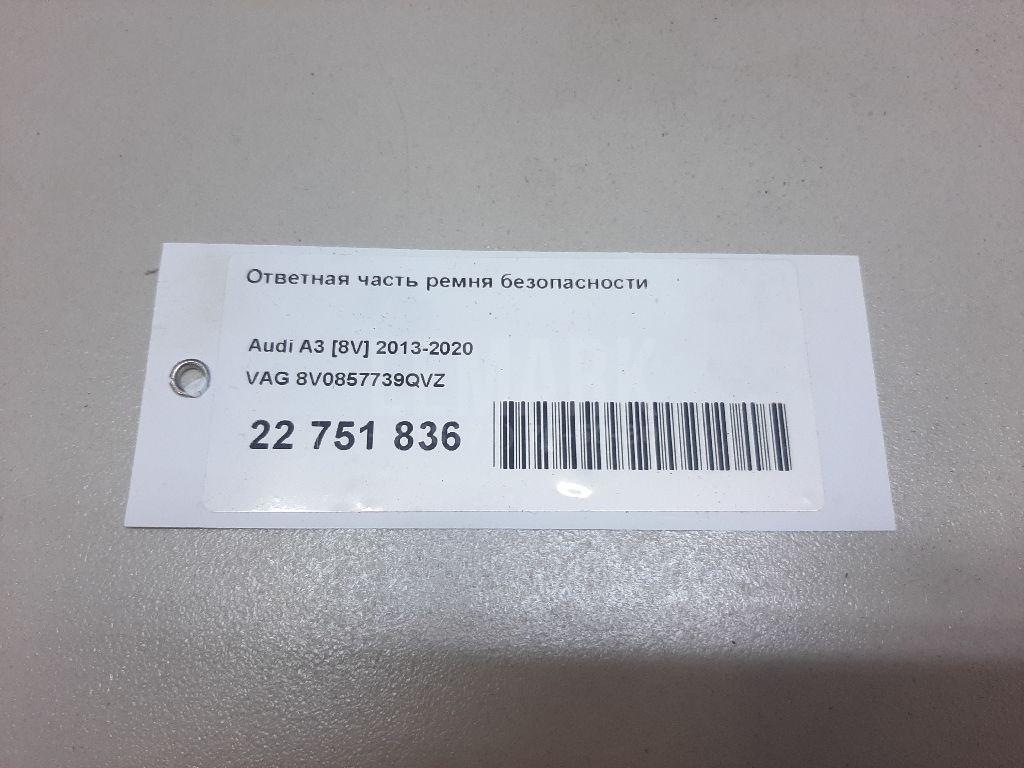 Ответная часть ремня безопасности
Audi A3 [8V] 2013-2020
VAG 8V0857739QVZ
22 751 836